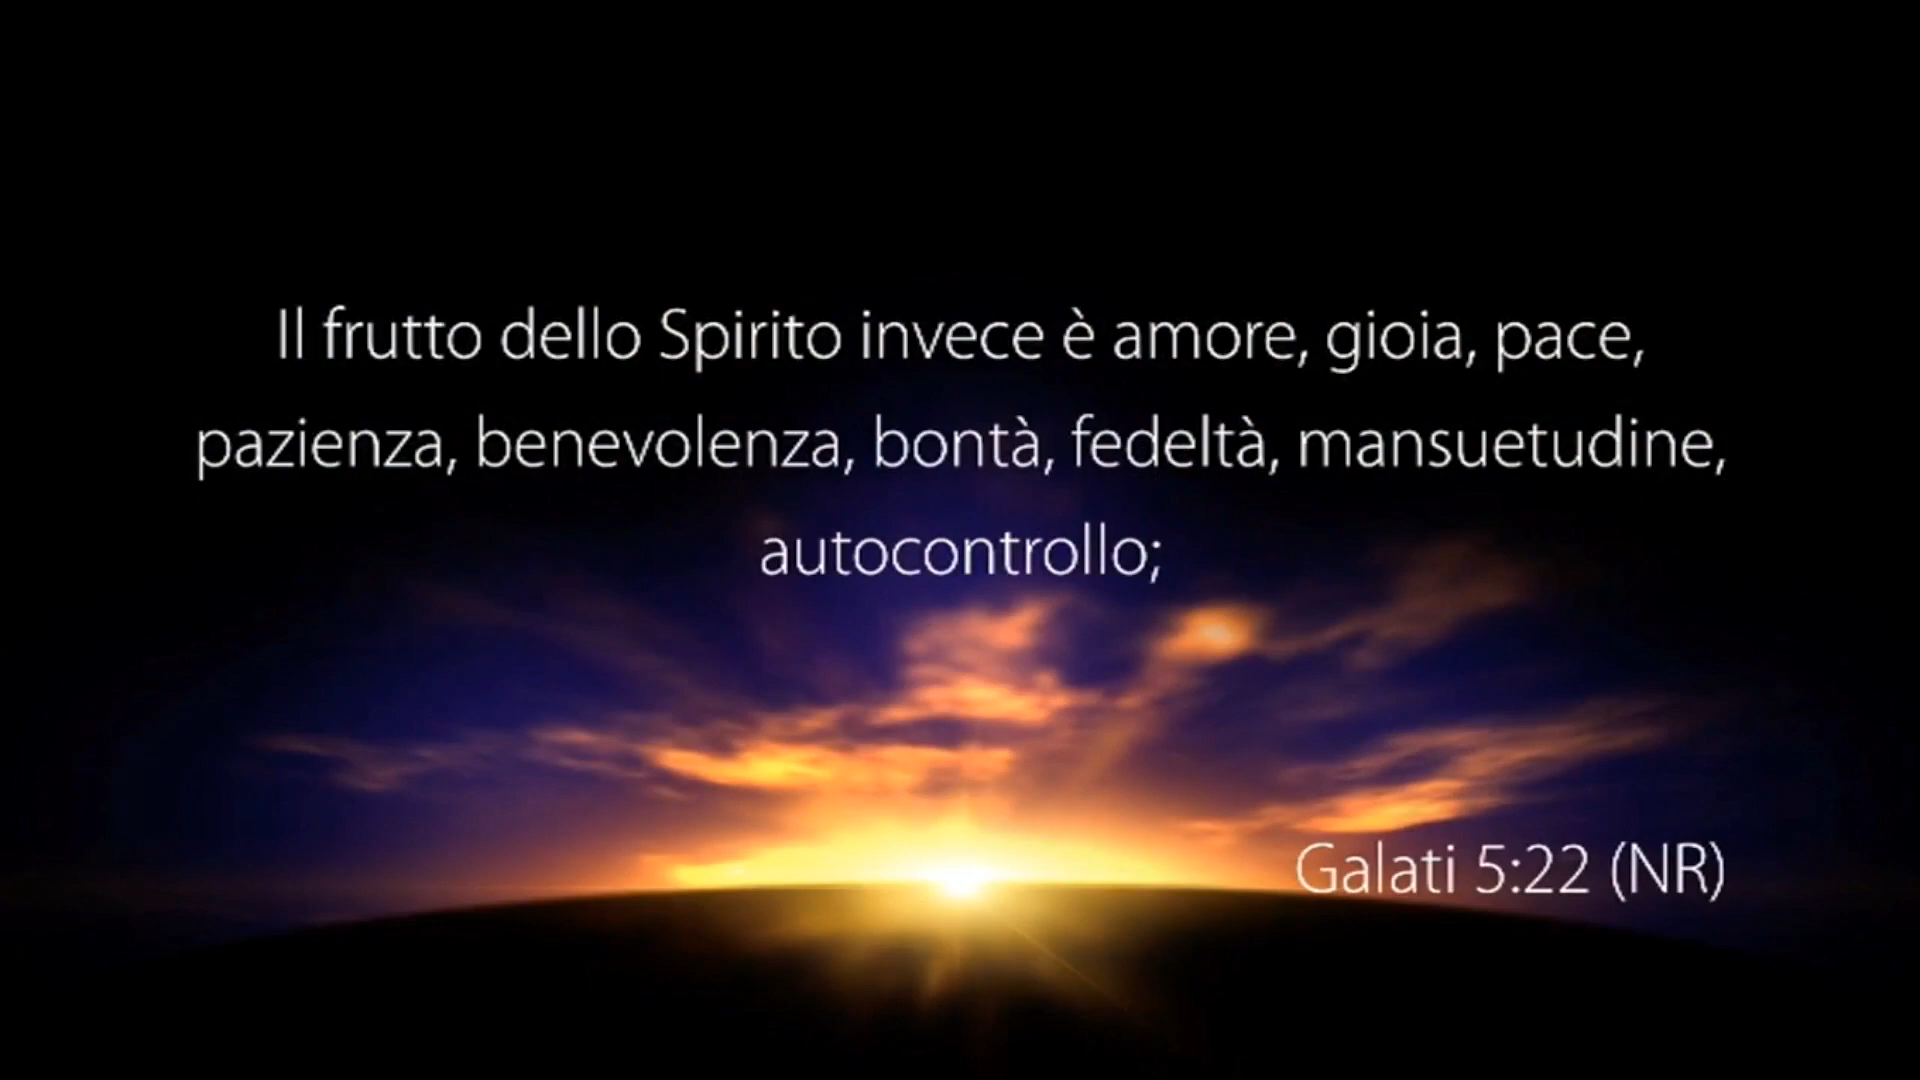 Il frutto dello Spirito invece è amore, gioia, pace,
pazienza, benevolenza, bontà, fedeltà, mansuetudine,
autocontrollo;
Galati 5:22 (NR)